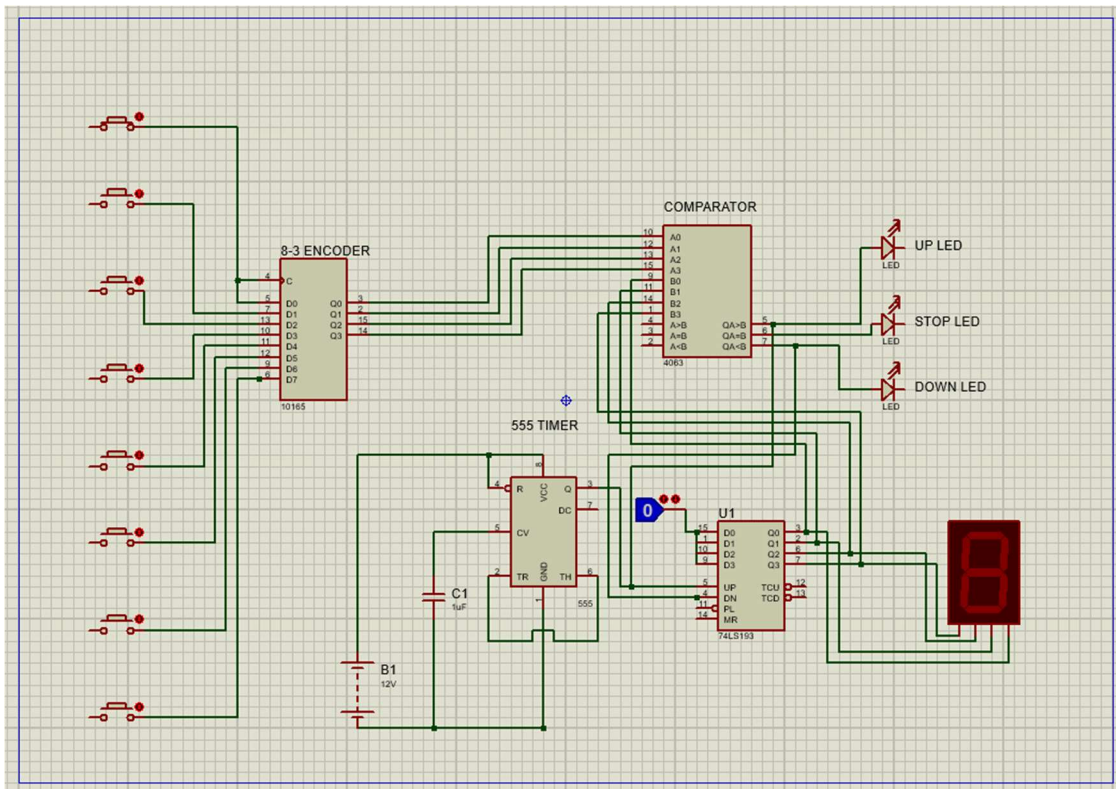 COMPARATOR
8-3 ENCODER
UP LED
LED
STOP LED
LED
DOWN LED
LED
10 A0
12 A1
13 A2
15 A3
9 B0
11 B1
14 B2
1 B3
4 A>B QA>B 5
3 A=B QA=B 6
2 A<B QA<B 7
4063
4 C
5 D0 Q0 3
7 D1 Q1 2
13 D2 Q2 15
10 D3 Q3 14
11 D4
12 D5
9 D6
6 D7
10165
555 TIMER
8
VCC
4 R Q 3
DC 7
5 CV
GND
2 TR TH 6
1
555
0
U1
15 D0 Q0 3
1 D1 Q1 2
10 D2 Q2 6
9 D3 Q3 7
5 UP TCU 12
4 DN TCD 13
11 PL
14 MR
74LS193
C1
1uF
B1
12V
8